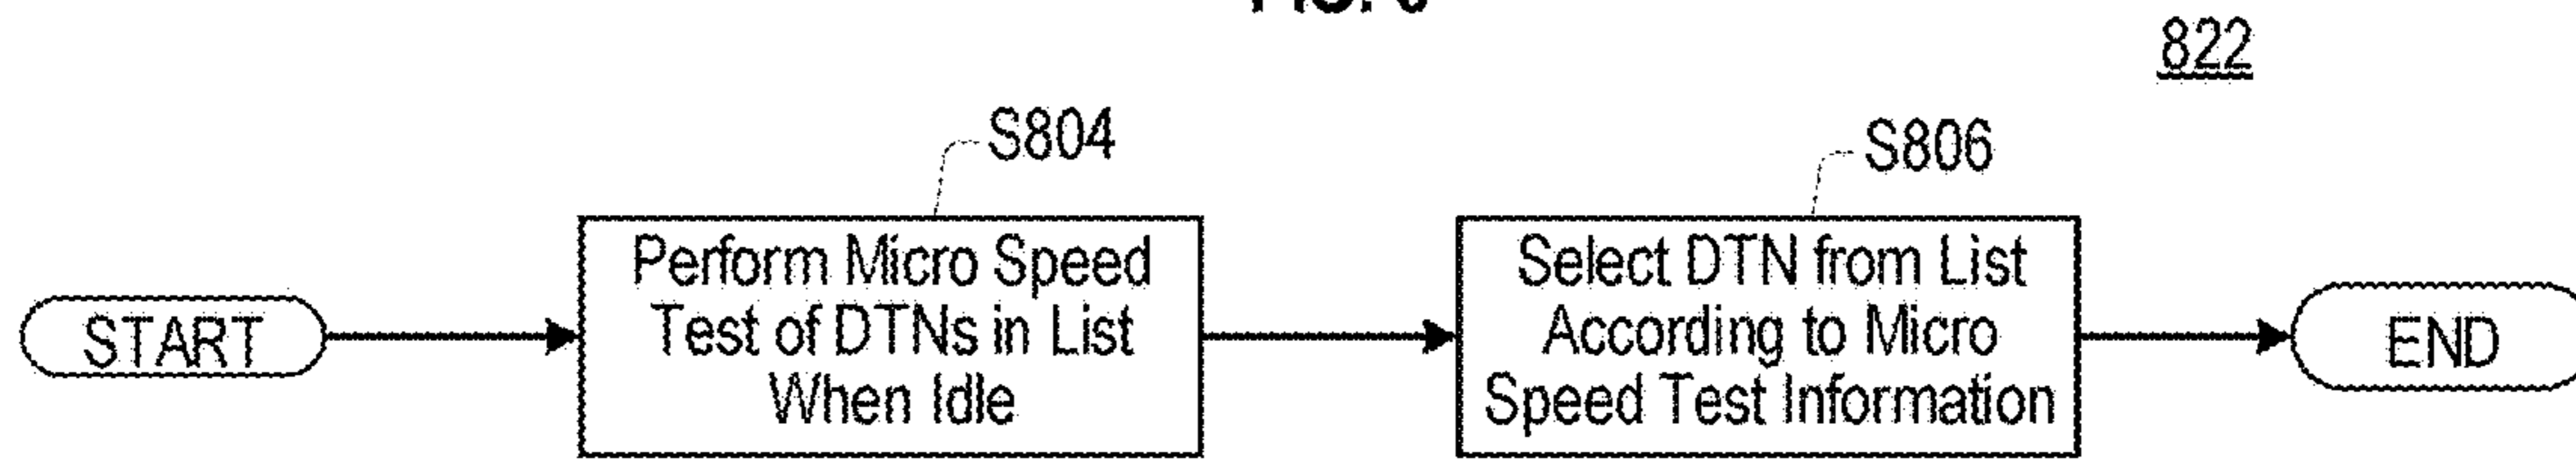 822
S804
S806
START
Perform Micro Speed
Test of DTNs in List
When Idle
Select DTN from List
According to Micro
Speed Test Information
END